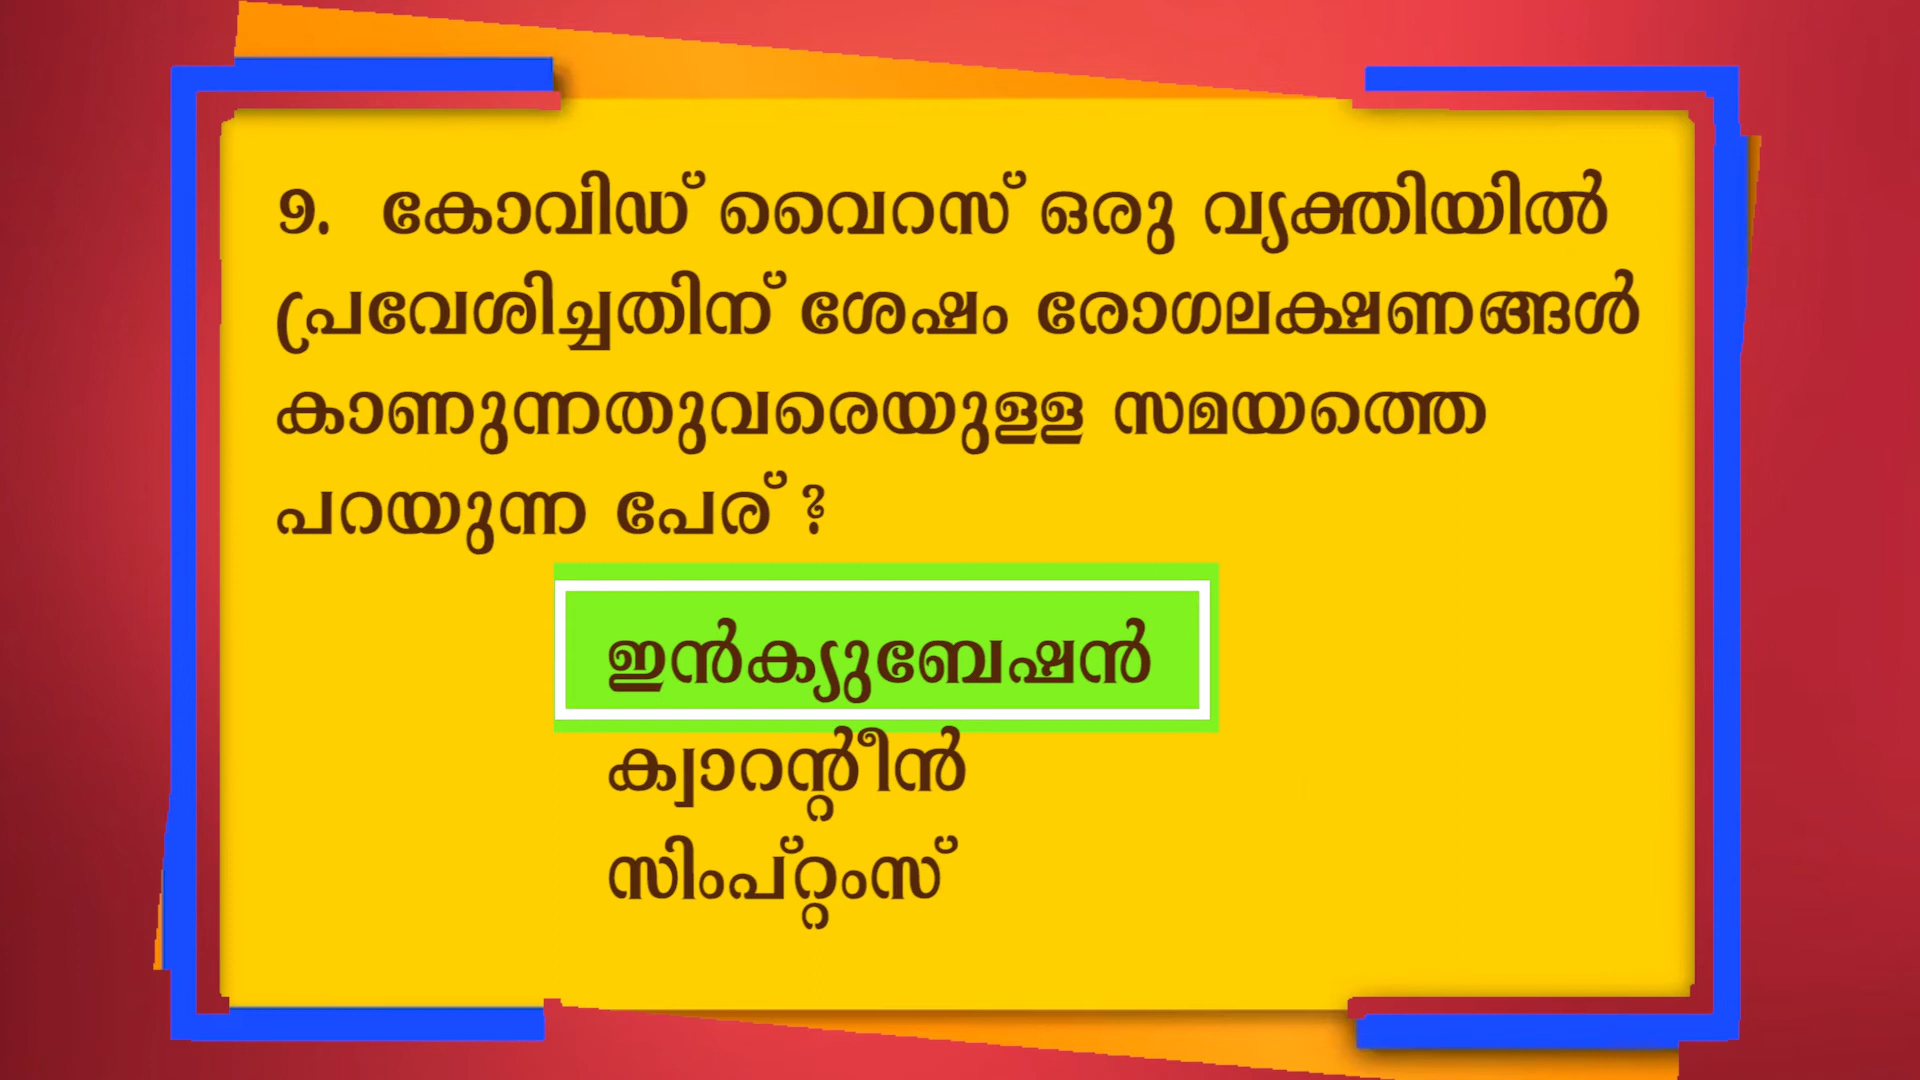 9. കോവിഡ് വൈറസ് ഒരു വ്യക്തിയിൽ
പ്രവേശിച്ചതിന് ശേഷം രോഗലക്ഷണങ്ങൾ
കാണുന്നതുവരെയുള്ള സമയത്തെ
പറയുന്ന പേര് ?
ഇൻക്യുബേഷൻ
ക്വാറന്റീൻ
സിംപ്റ്റംസ്